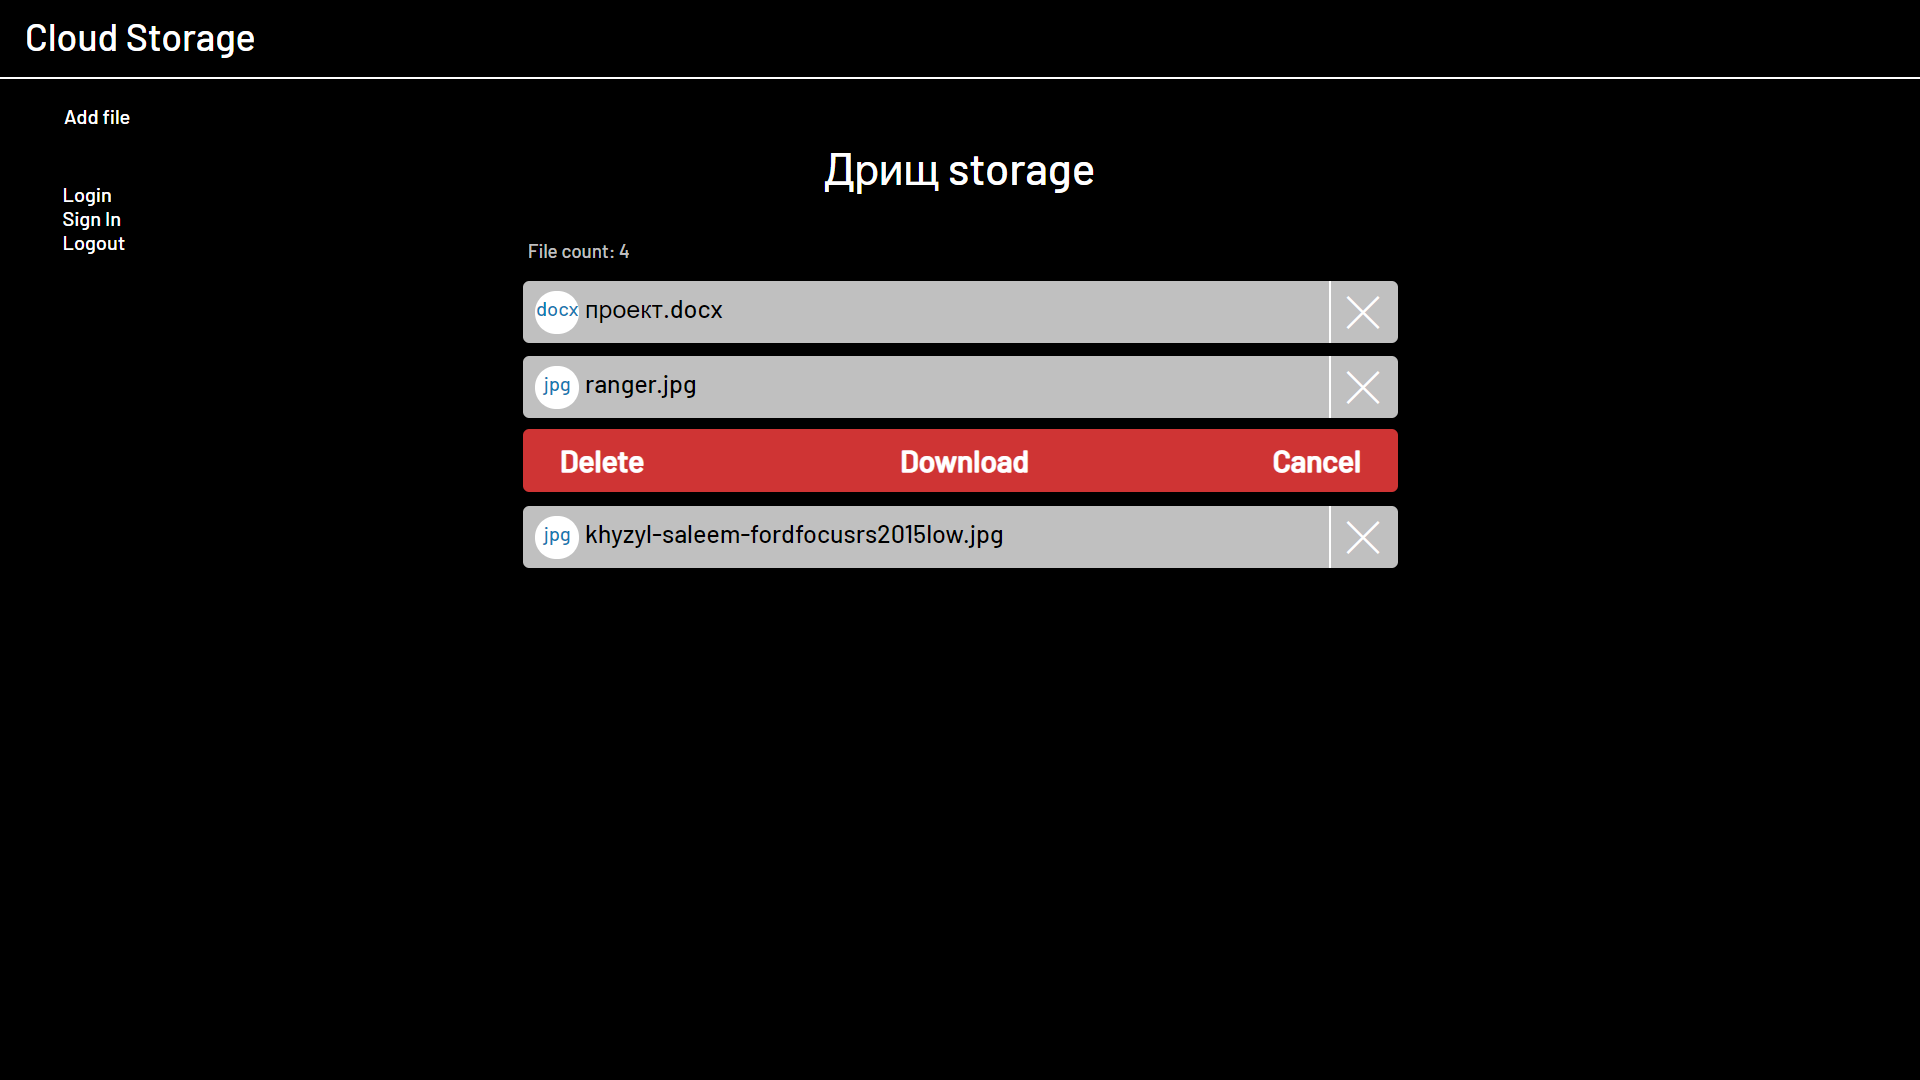 Cloud Storage
Add file
Login
Sign In
Logout
Дрищ storage
File count: 4
docx проект.docx
jpg ranger.jpg
Delete Download Cancel
jpg khyzyl-saleem-fordfocusrs2015low.jpg